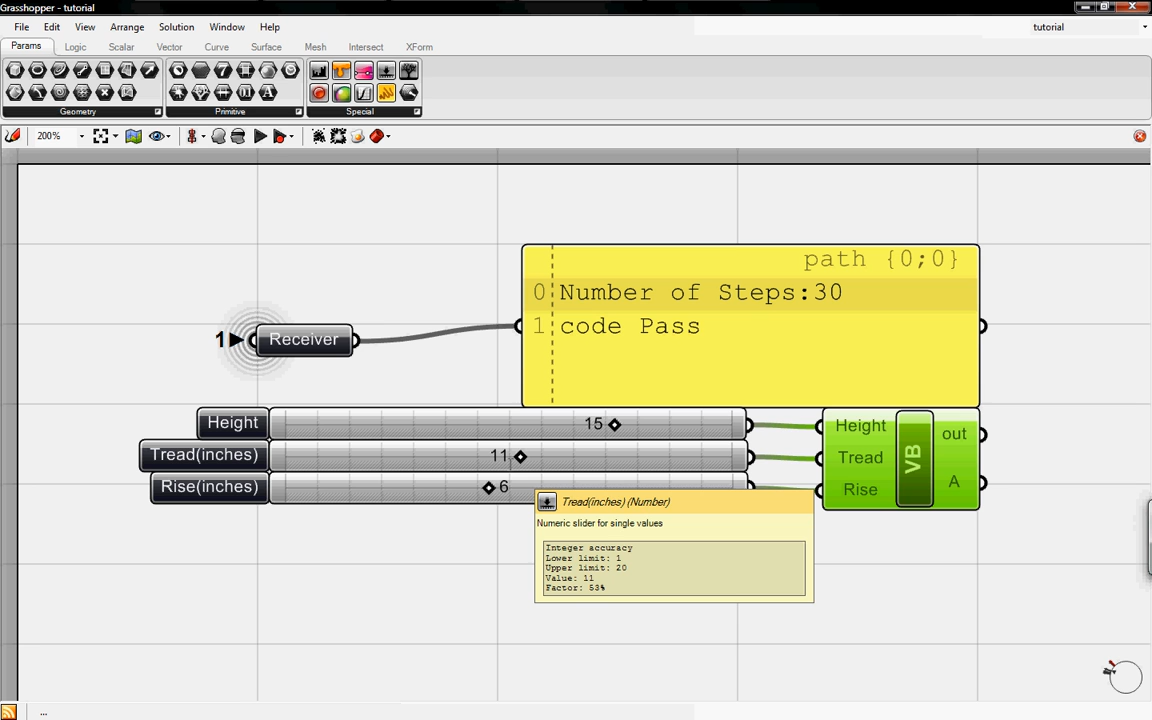 Grasshopper - tutorial
File Edit View Arrange Solution Window Help
tutorial
Params Logic Scalar Vector Curve Surface Mesh Intersect XForm
Geometry Primitive Special
200%
path {0;0}
0 Number of Steps:30
1 code Pass
1 Receiver
Height 15
Tread(inches) 11
Rise(inches) 6
Height
Tread
Rise
VB
out
A
Tread(inches) (Number)
Numeric slider for single values
Integer accuracy
Lower limit: 1
Upper limit: 20
Value: 11
Factor: 53%
...